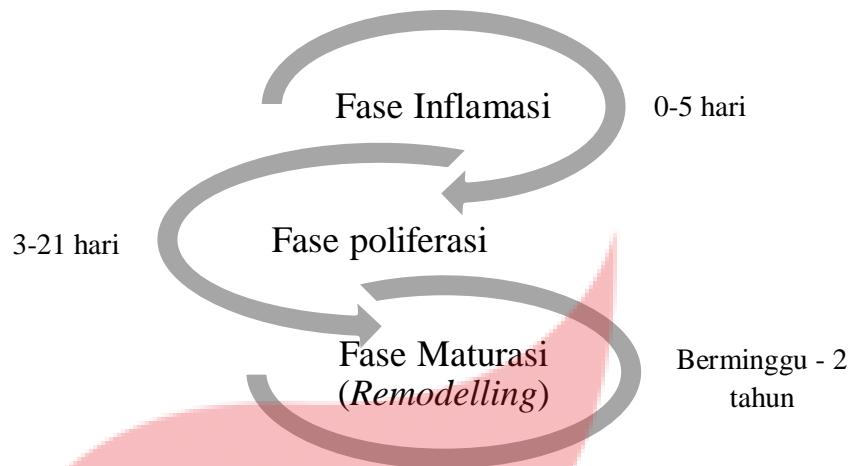 Fase Inflamasi
0-5 hari
3-21 hari
Fase poliferasi
Fase Maturasi
(Remodelling)
Berminggu - 2
tahun